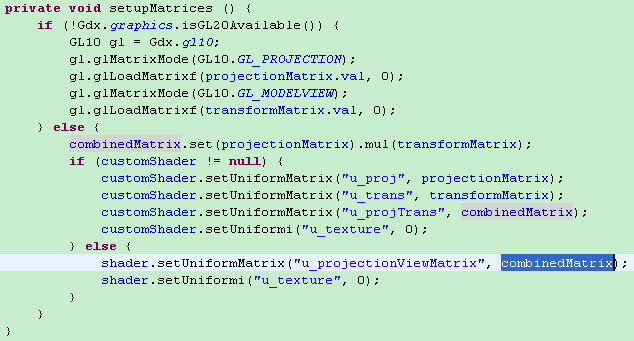 private void setupMatrices () {
if (!Gdx.graphics.isGL20Available()) {
GL10 gl = Gdx.gl10;
gl.glMatrixMode(GL10.GL_PROJECTION);
gl.glLoadMatrixf(projectionMatrix.val, 0);
gl.glMatrixMode(GL10.GL_MODELVIEW);
gl.glLoadMatrixf(transformMatrix.val, 0);
} else {
combinedMatrix.set(projectionMatrix).mul(transformMatrix);
if (customShader != null) {
customShader.setUniformMatrix("u_proj", projectionMatrix);
customShader.setUniformMatrix("u_trans", transformMatrix);
customShader.setUniformMatrix("u_projTrans", combinedMatrix);
customShader.setUniformi("u_texture", 0);
} else {
shader.setUniformMatrix("u_projectionViewMatrix", combinedMatrix);
shader.setUniformi("u_texture", 0);
}
}
}